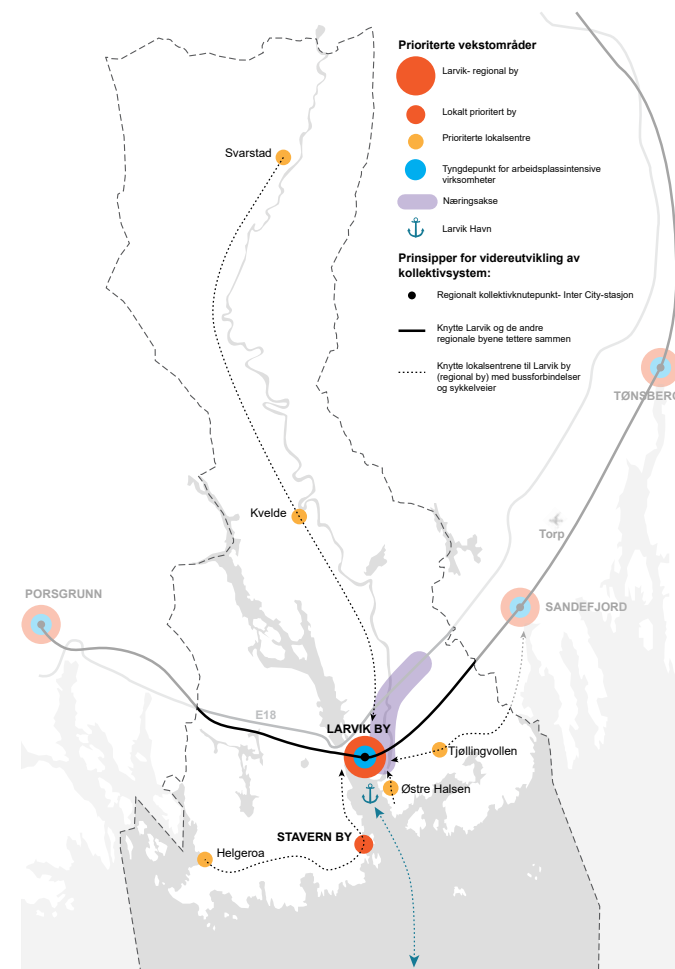 Prioriterte vekstområder
Larvik- regional by
Lokalt prioritert by
Prioriterte lokalsentre
Tyngdepunkt for arbeidsplassintensive
virksomheter
Næringsakse
Larvik Havn
Prinsipper for videreutvikling av
kollektivsystem:
Regionalt kollektivknutepunkt- Inter City-stasjon
Knytte Larvik og de andre
regionale byene tettere sammen
Knytte lokalsentrene til Larvik by
(regional by) med bussforbindelser
og sykkelveier
Svarstad
TØNSBERG
Kvelde
Torp
PORSGRUNN
SANDEFJORD
E18
LARVIK BY
Tjøllingvollen
Østre Halsen
STAVERN BY
Helgeroa